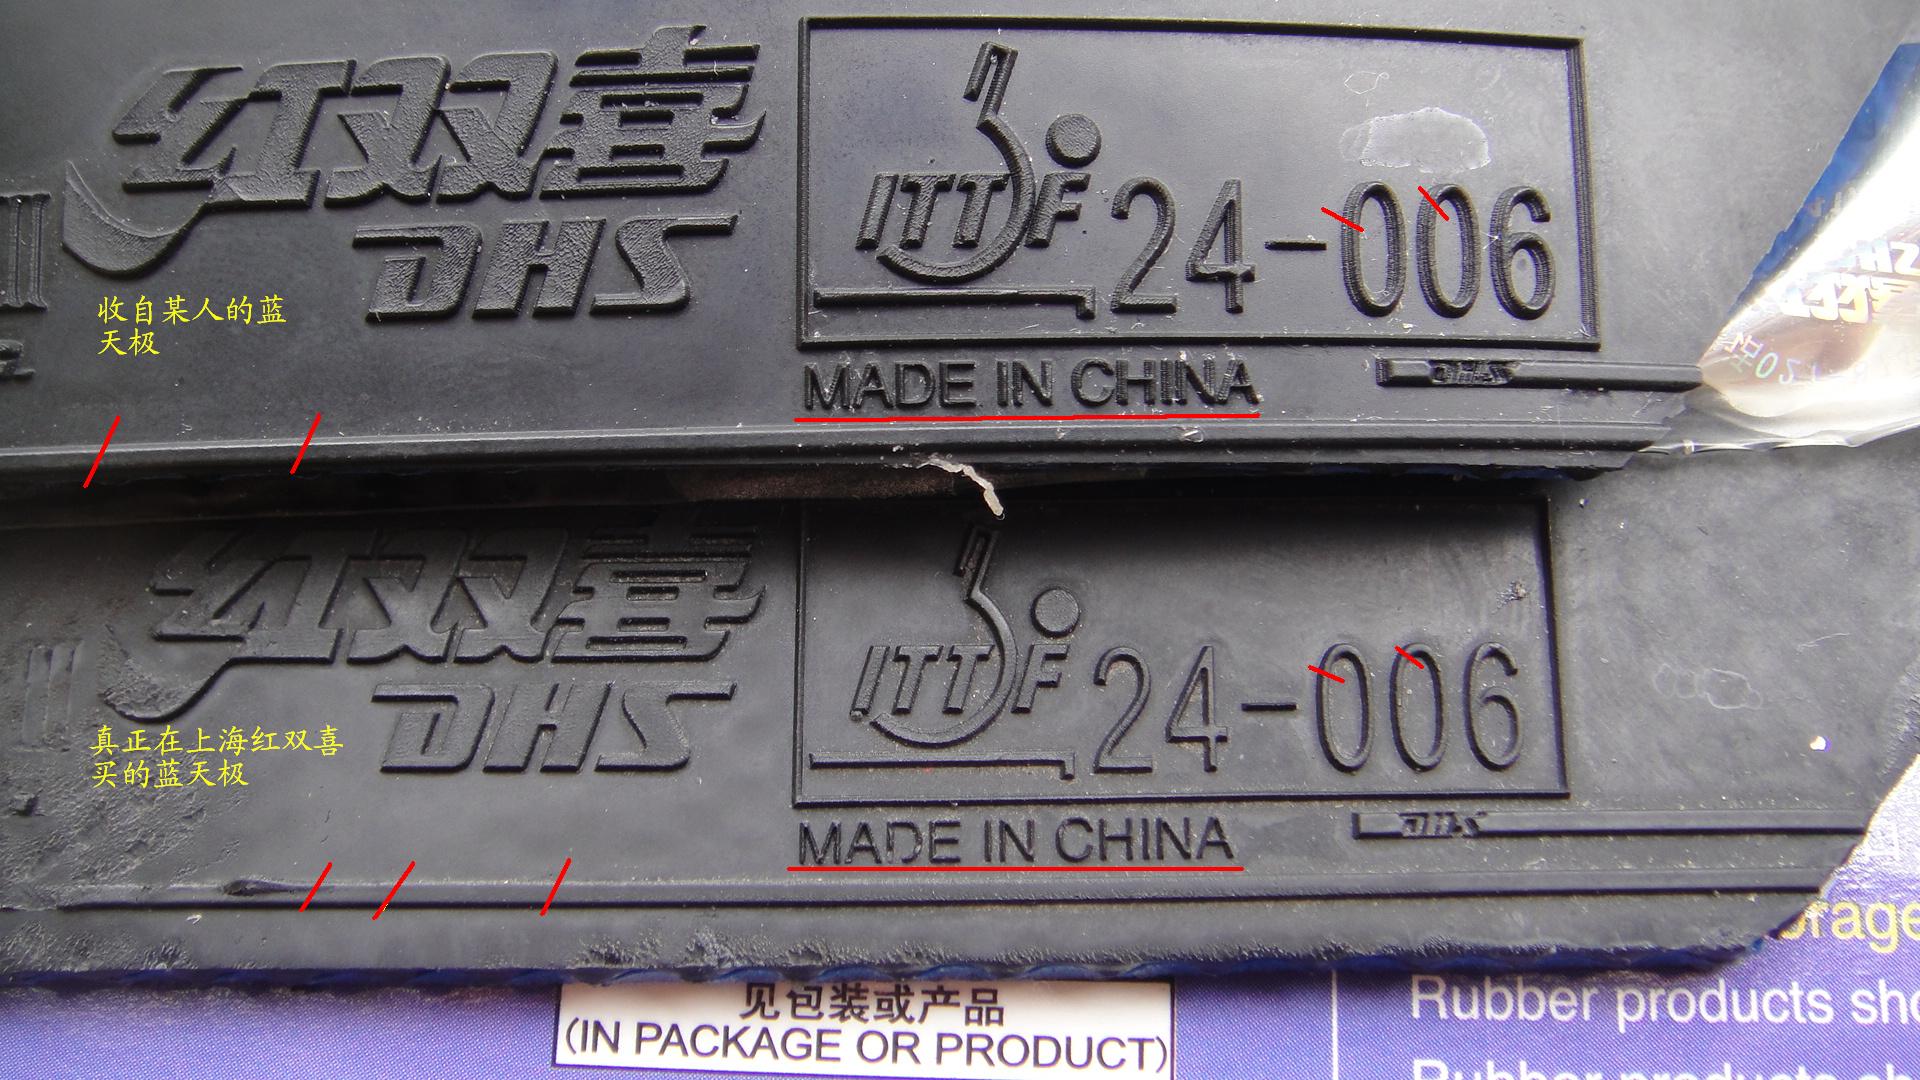 红双喜
DHS
ITTF 24-006
收自某人的蓝
天极
MADE IN CHINA
DHS
红双喜
DHS
ITTF 24-006
真正在上海红双喜
买的蓝天极
MADE IN CHINA
DHS
见包装或产品
(IN PACKAGE OR PRODUCT)
Rubber products